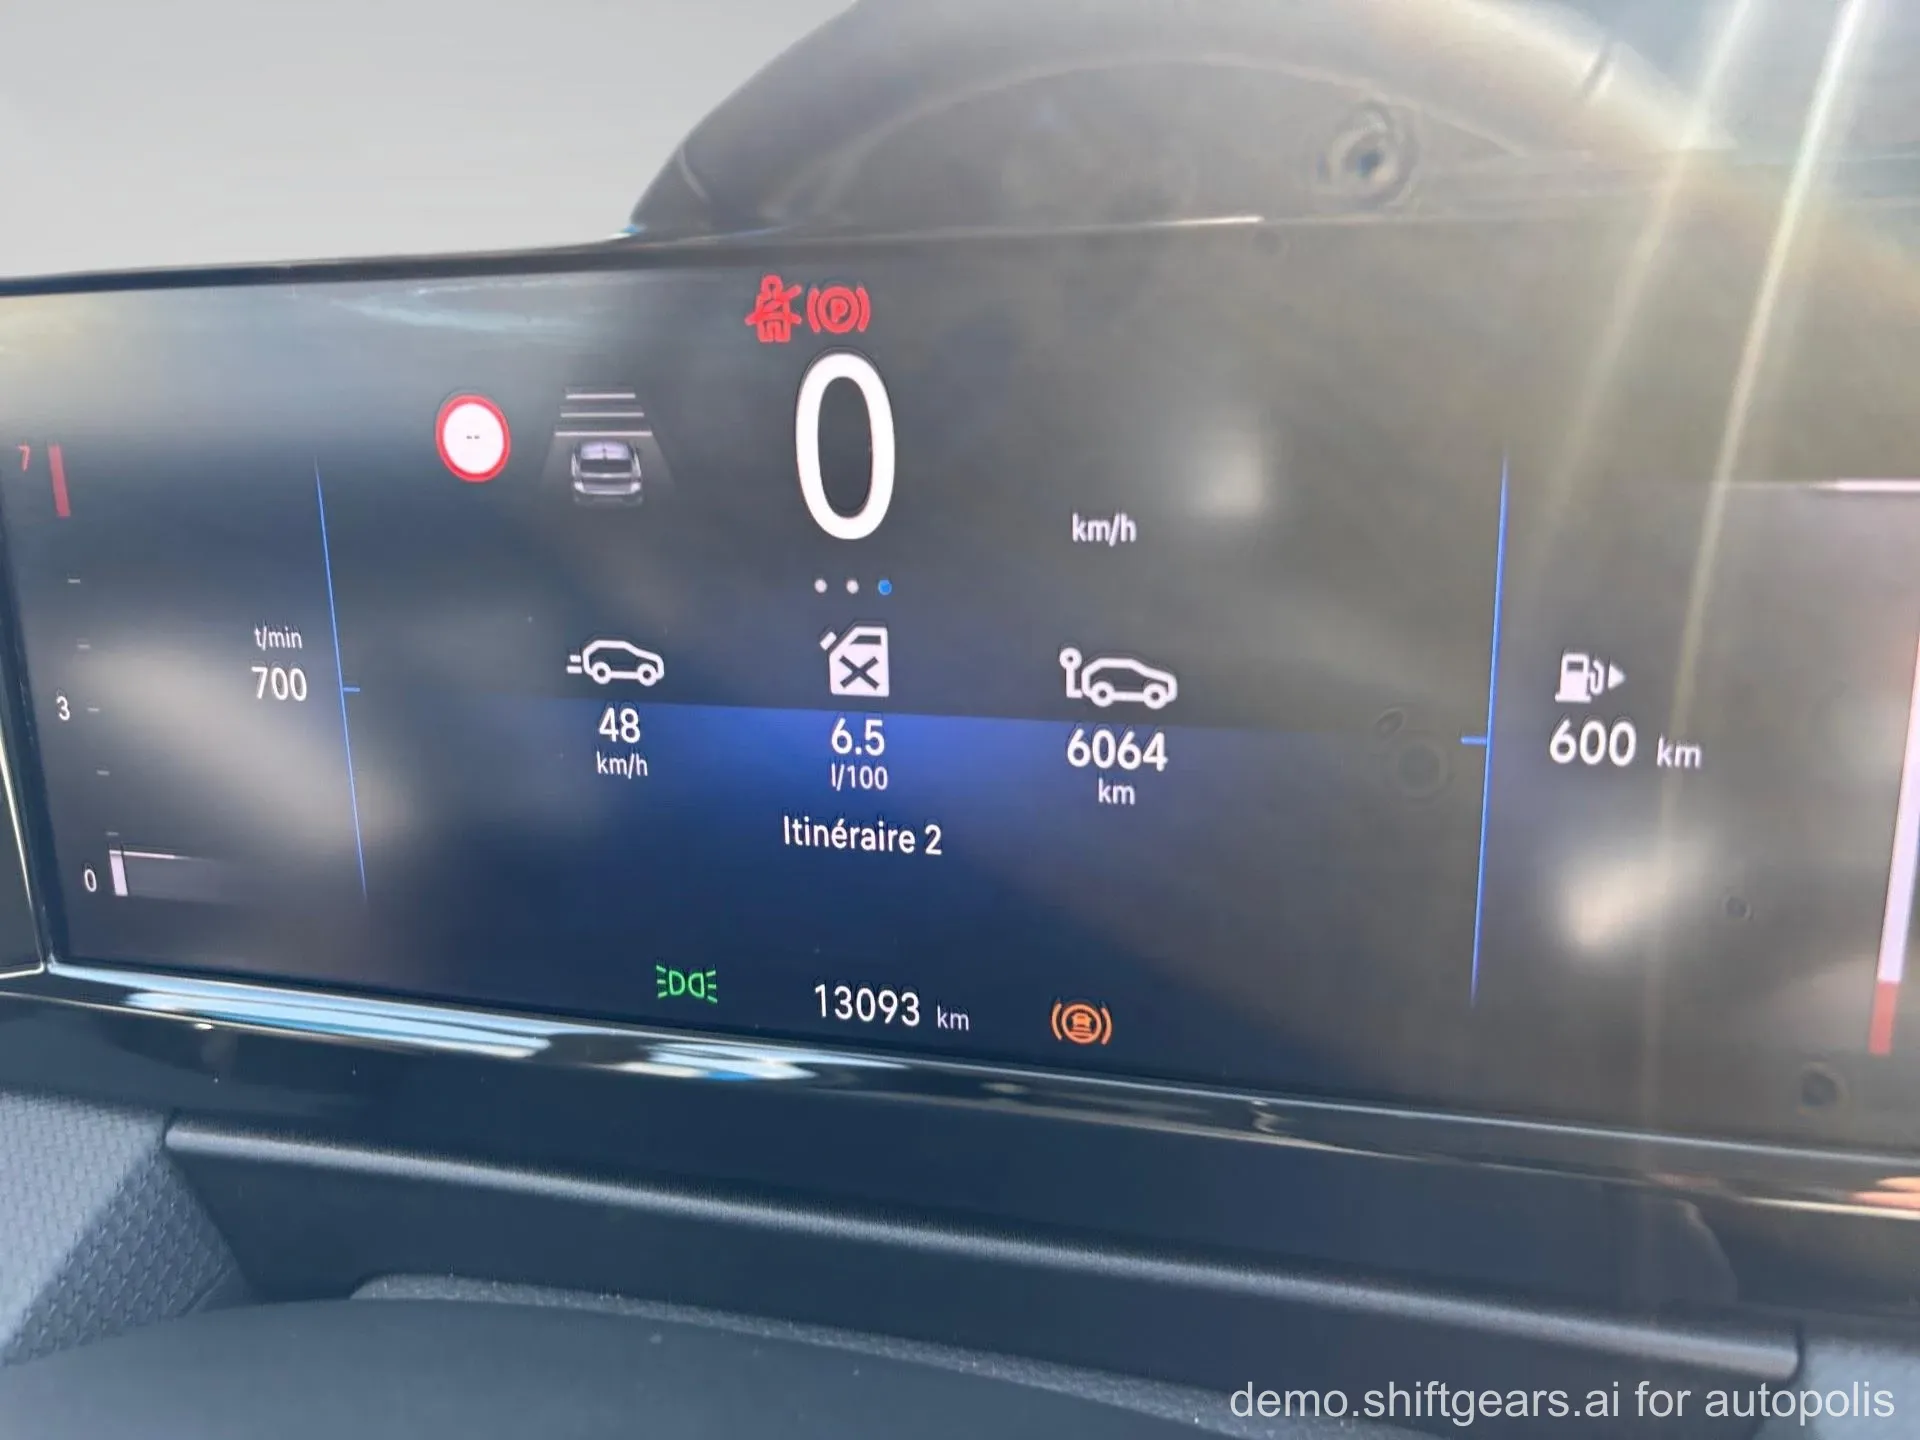 P
0
--
7
km/h
t/min
700
3
48
km/h
6.5
l/100
6064
km
600 km
Itinéraire 2
0
13093 km
demo.shiftgears.ai for autopolis